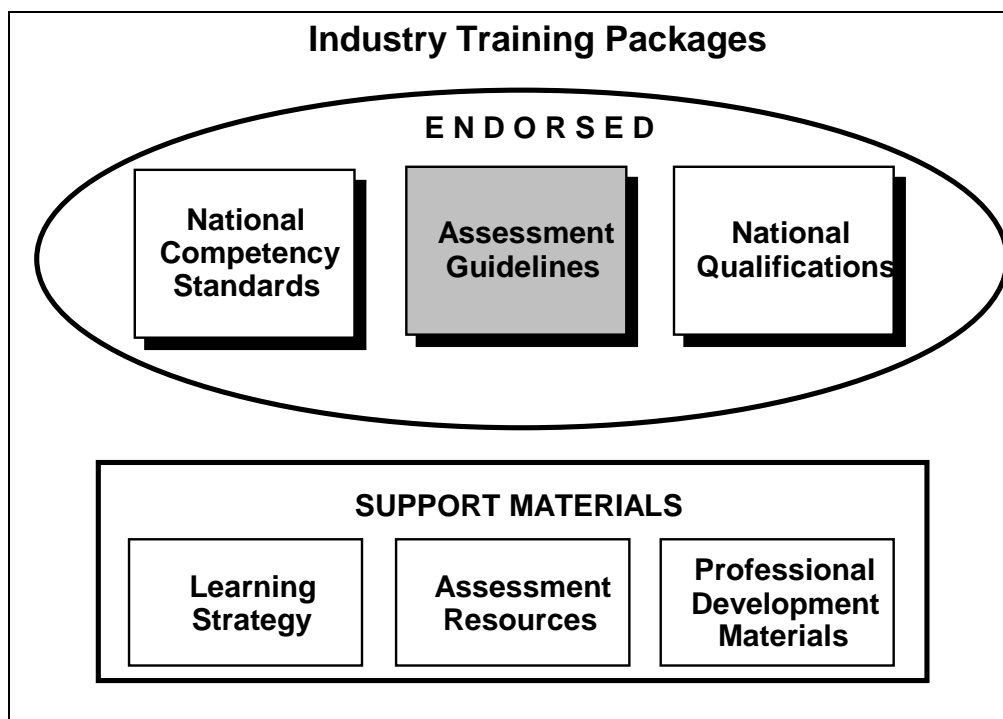 Industry Training Packages
E N D O R S E D
National
Competency
Standards
Assessment
Guidelines
National
Qualifications
SUPPORT MATERIALS
Learning
Strategy
Assessment
Resources
Professional
Development
Materials